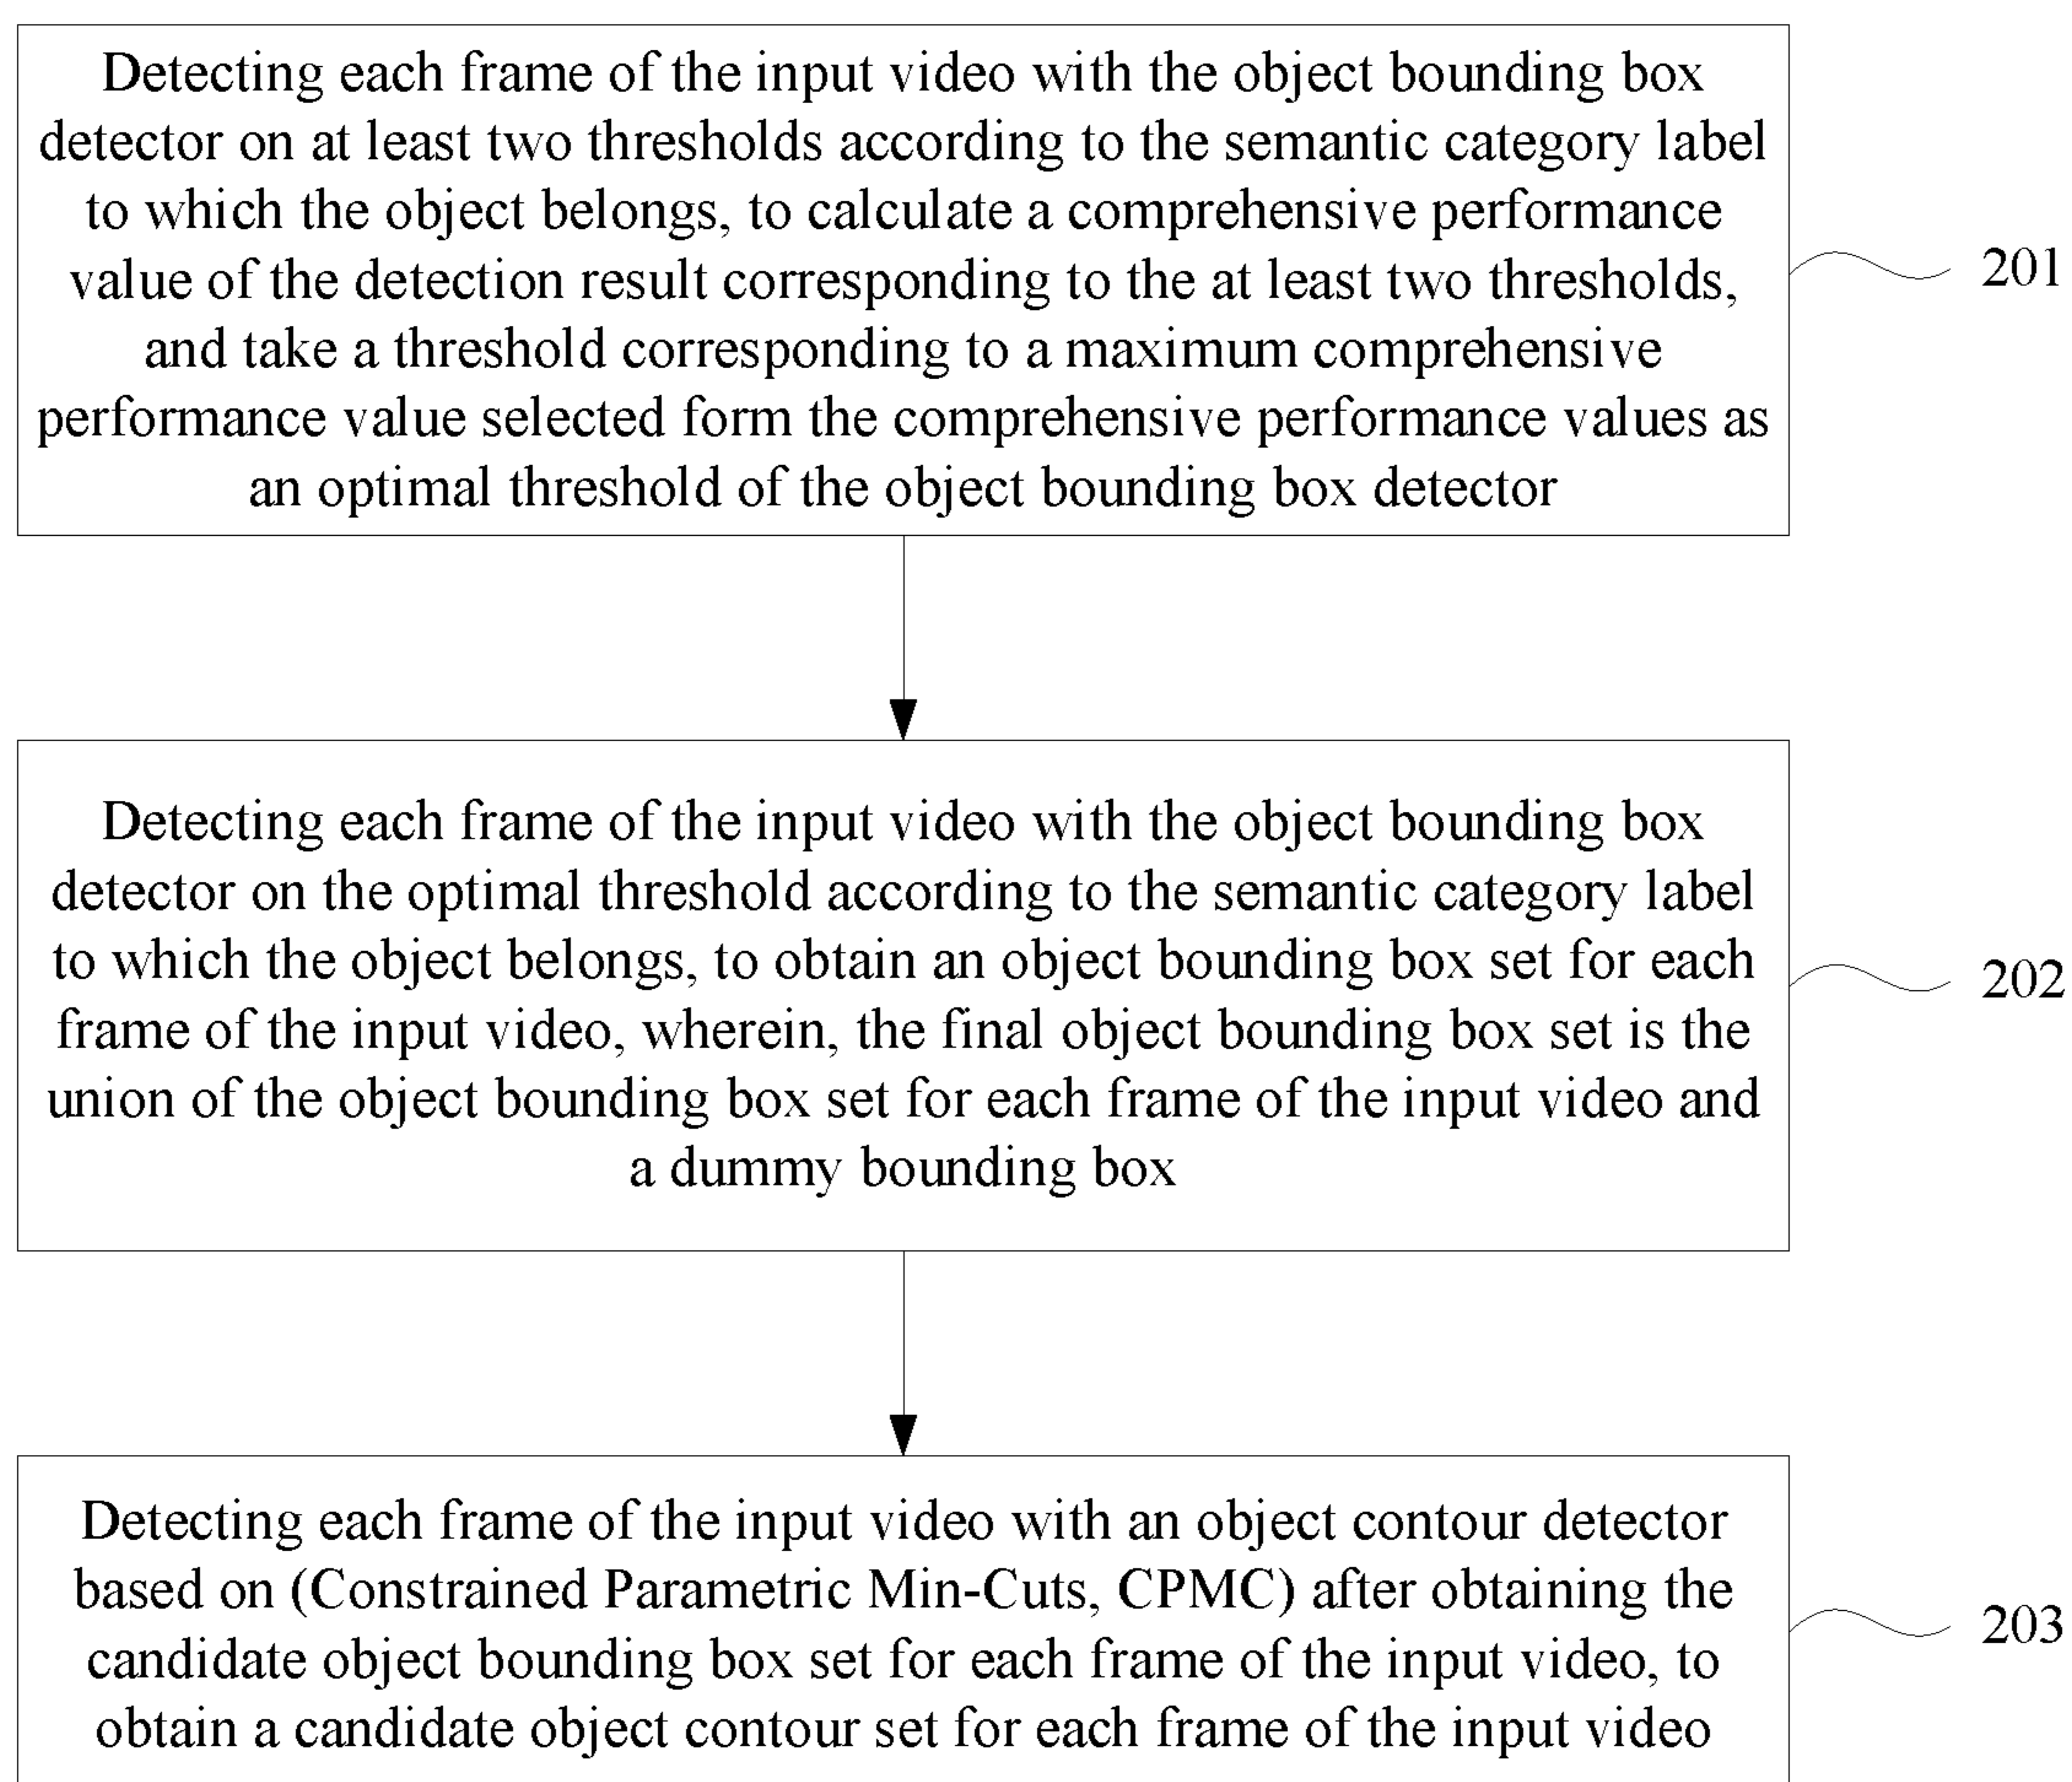 Detecting each frame of the input video with the object bounding box
detector on at least two thresholds according to the semantic category label
to which the object belongs, to calculate a comprehensive performance
value of the detection result corresponding to the at least two thresholds,
and take a threshold corresponding to a maximum comprehensive
performance value selected form the comprehensive performance values as
an optimal threshold of the object bounding box detector
201
Detecting each frame of the input video with the object bounding box
detector on the optimal threshold according to the semantic category label
to which the object belongs, to obtain an object bounding box set for each
frame of the input video, wherein, the final object bounding box set is the
union of the object bounding box set for each frame of the input video and
a dummy bounding box
202
Detecting each frame of the input video with an object contour detector
based on (Constrained Parametric Min-Cuts, CPMC) after obtaining the
candidate object bounding box set for each frame of the input video, to
obtain a candidate object contour set for each frame of the input video
203